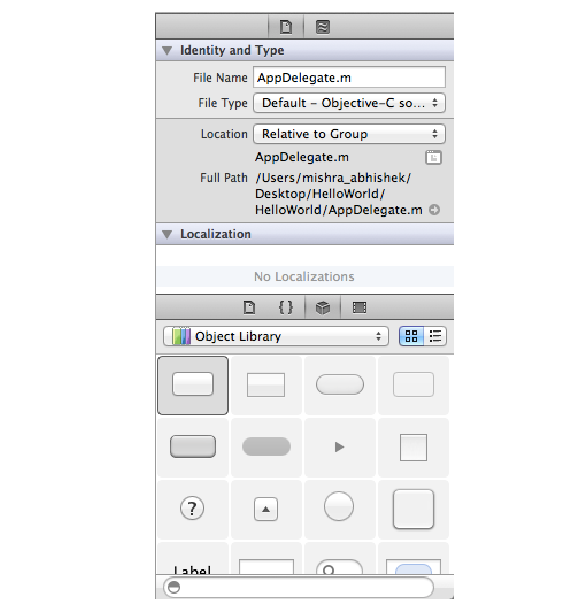 Identity and Type
File Name AppDelegate.m
File Type Default - Objective-C so...
Location Relative to Group
AppDelegate.m
Full Path /Users/mishra_abhishek/
Desktop/HelloWorld/
HelloWorld/AppDelegate.m
Localization
No Localizations
{}
Object Library
?
Label